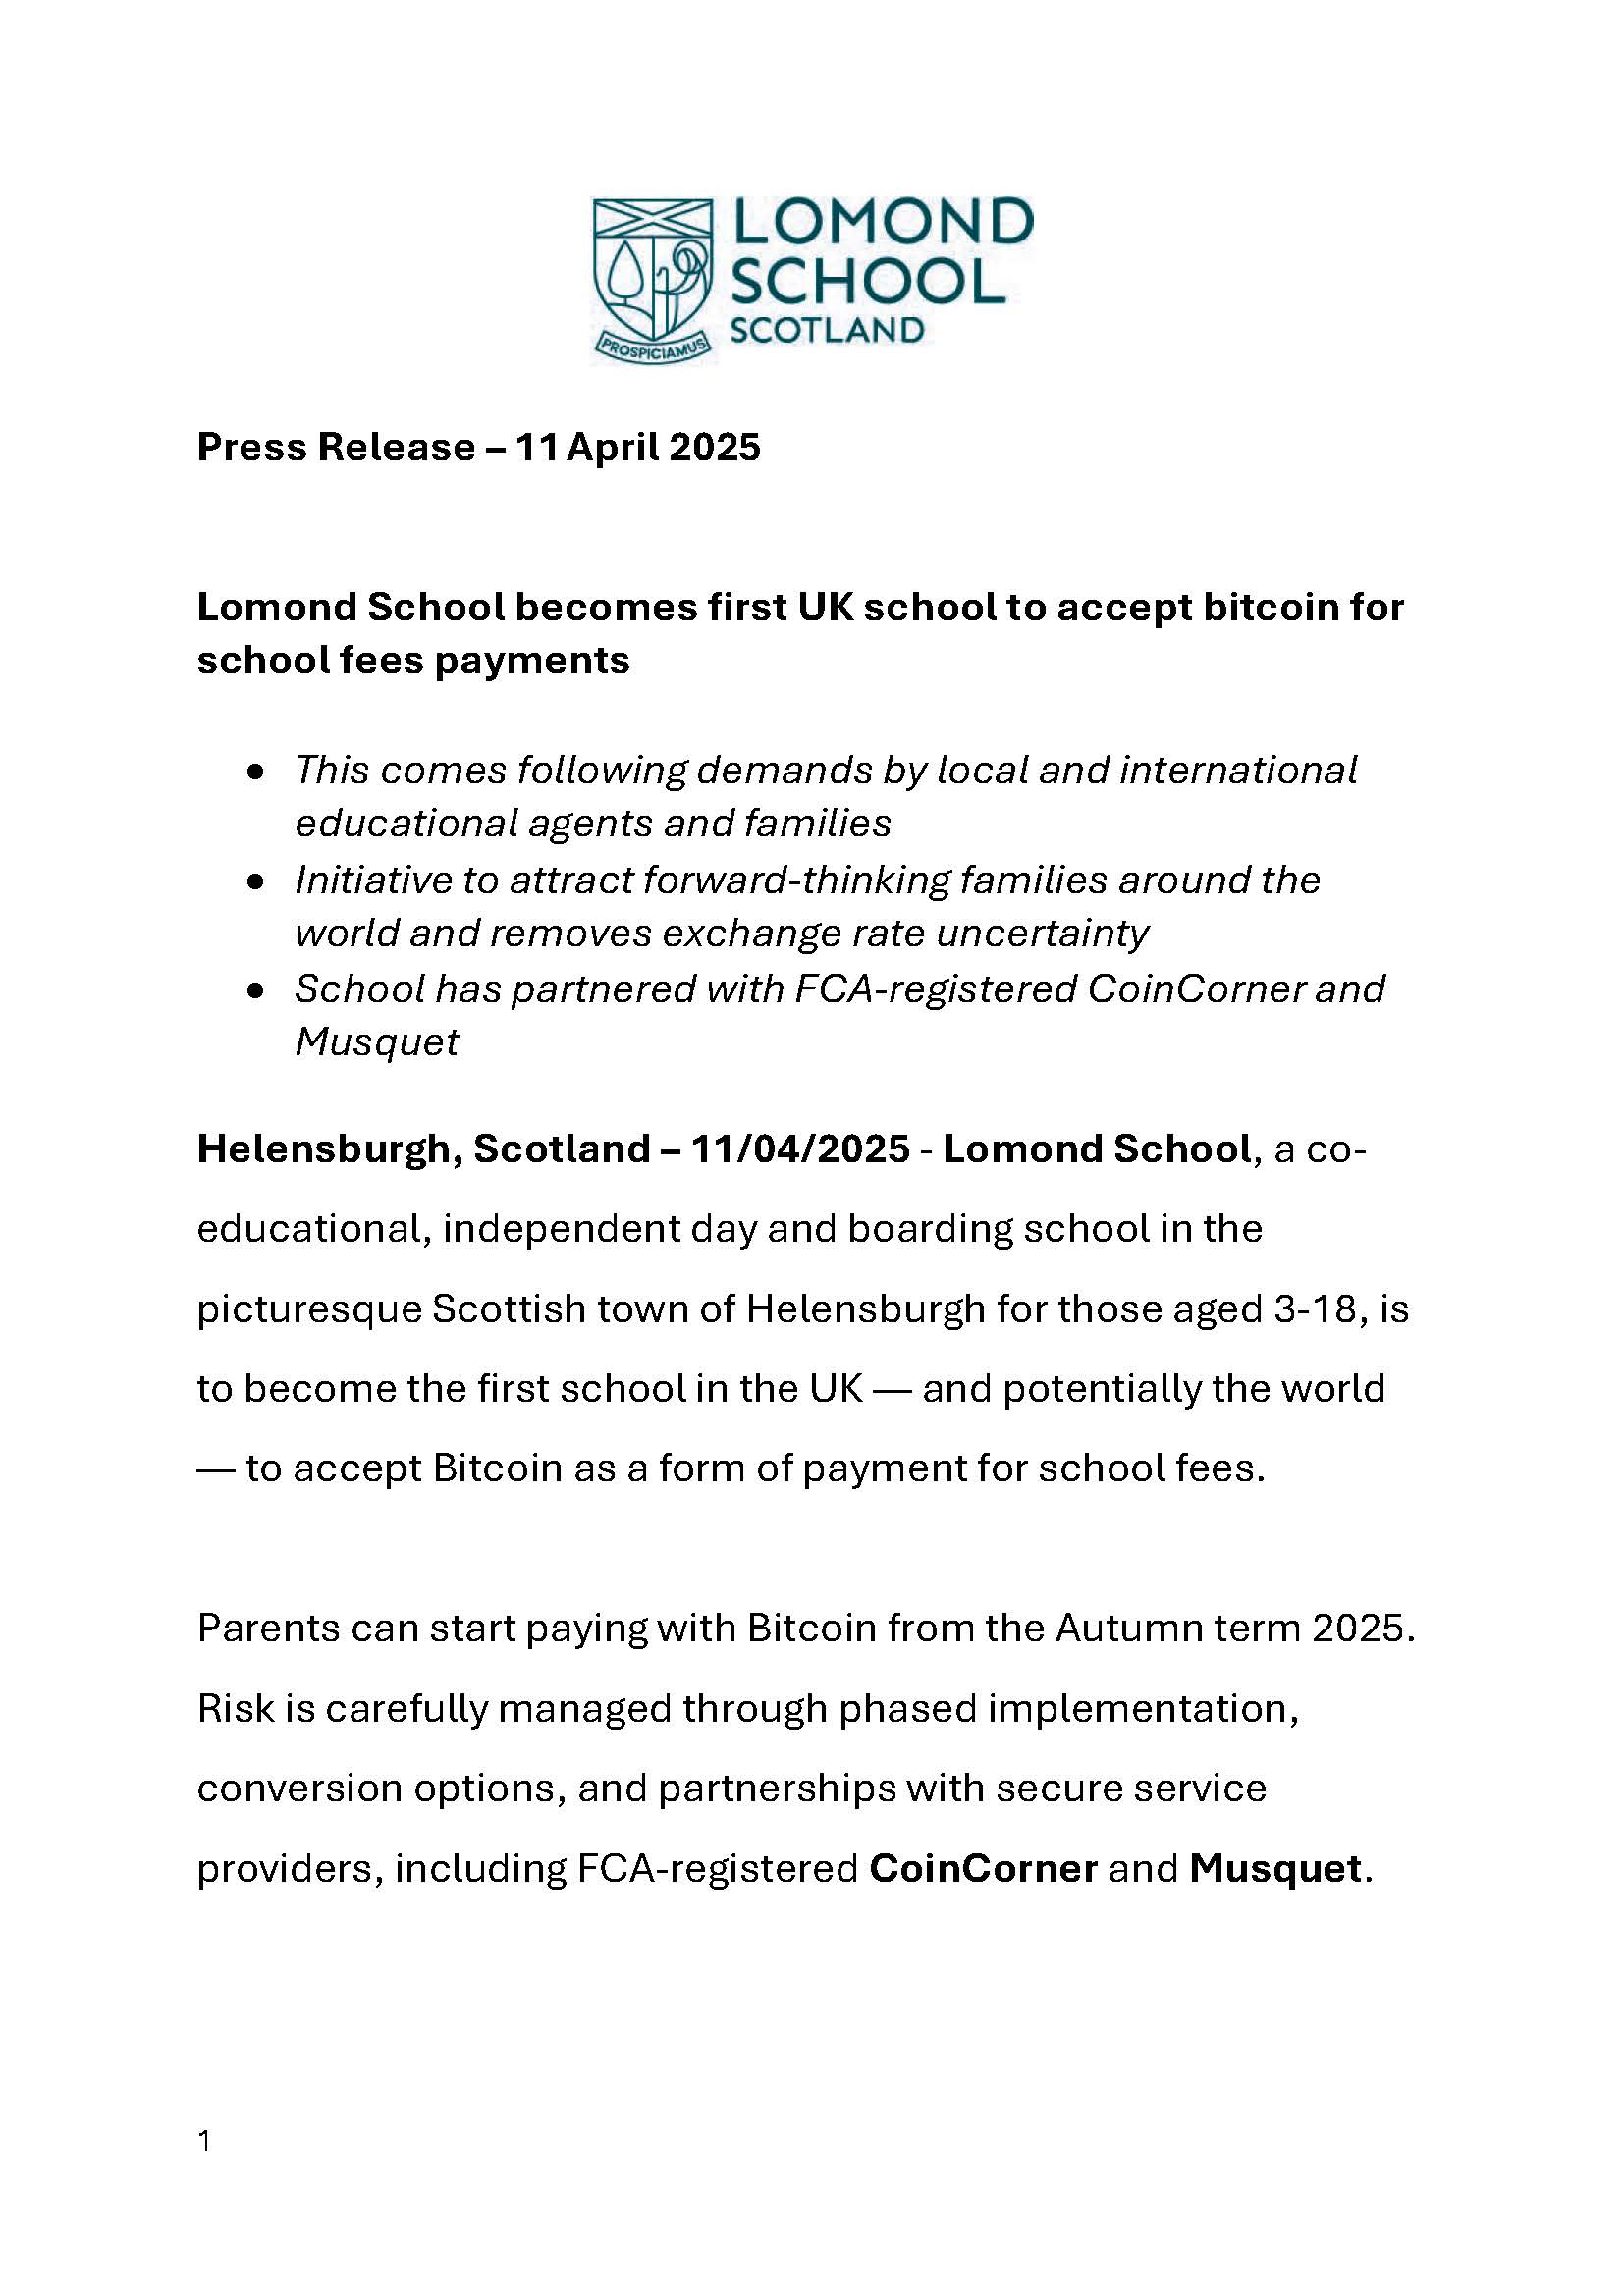 LOMOND
SCHOOL
SCOTLAND
PROSPICIAMUS
Press Release – 11 April 2025
Lomond School becomes first UK school to accept bitcoin for
school fees payments
• This comes following demands by local and international
educational agents and families
• Initiative to attract forward-thinking families around the
world and removes exchange rate uncertainty
• School has partnered with FCA-registered CoinCorner and
Musquet
Helensburgh, Scotland – 11/04/2025 - Lomond School, a co-
educational, independent day and boarding school in the
picturesque Scottish town of Helensburgh for those aged 3-18, is
to become the first school in the UK — and potentially the world
— to accept Bitcoin as a form of payment for school fees.
Parents can start paying with Bitcoin from the Autumn term 2025.
Risk is carefully managed through phased implementation,
conversion options, and partnerships with secure service
providers, including FCA-registered CoinCorner and Musquet.
1